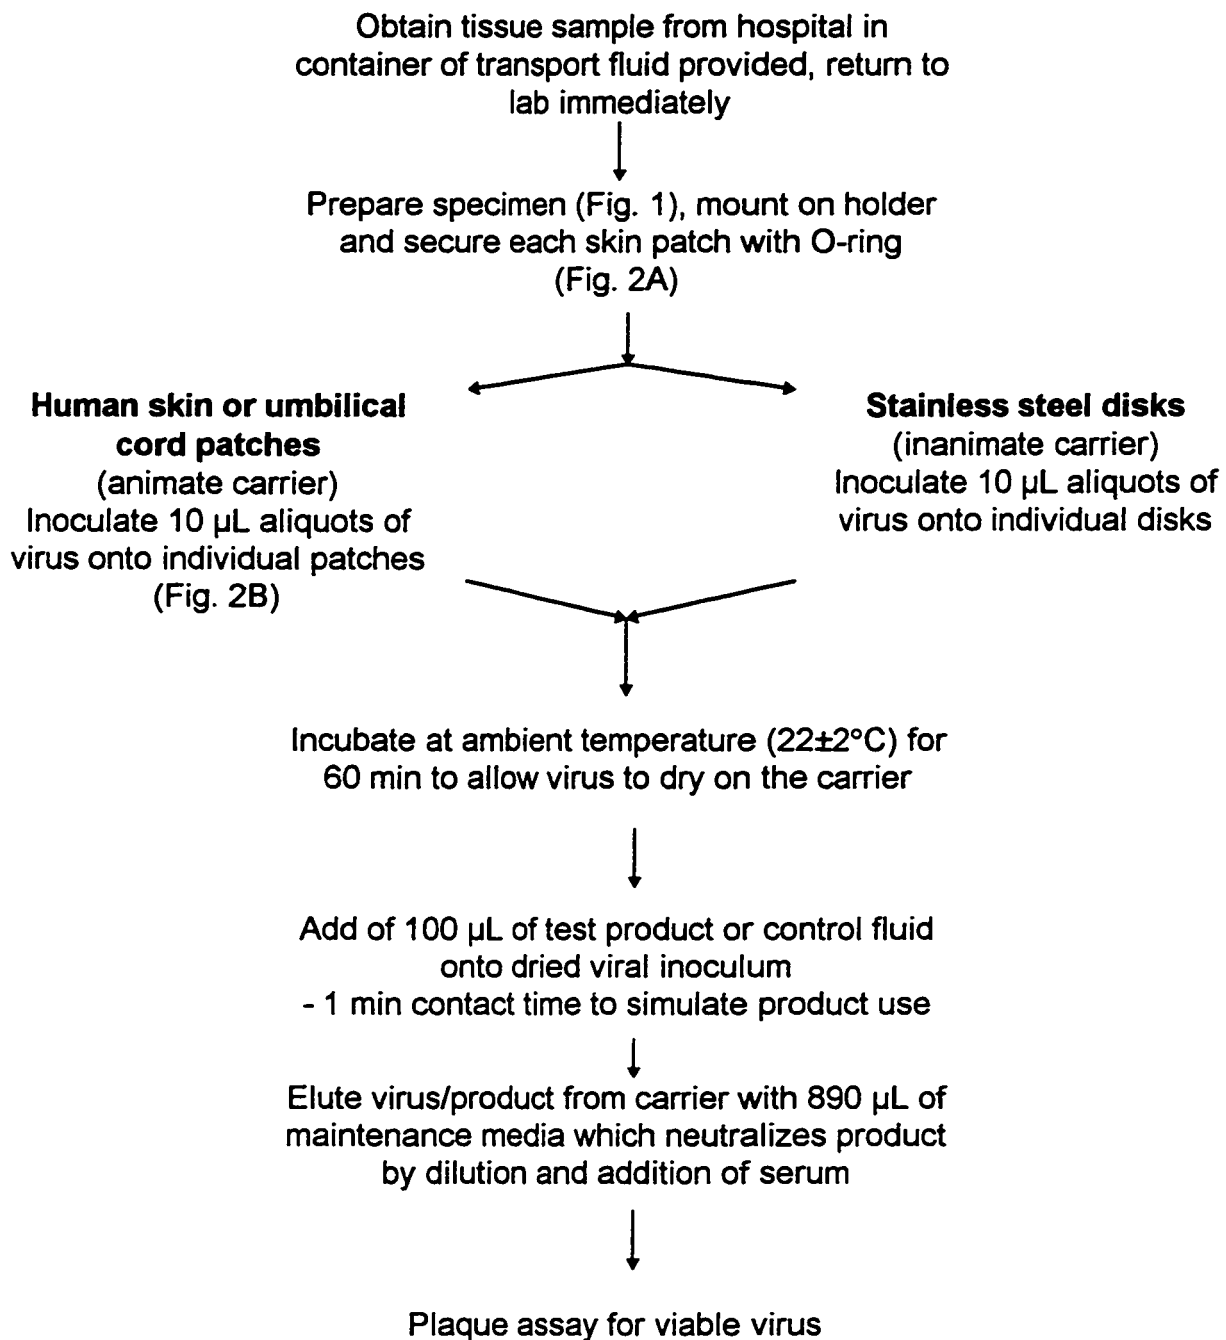 Obtain tissue sample from hospital in
container of transport fluid provided, return to
lab immediately
Prepare specimen (Fig. 1), mount on holder
and secure each skin patch with O-ring
(Fig. 2A)
Human skin or umbilical
cord patches
(animate carrier)
Inoculate 10 µL aliquots of
virus onto individual patches
(Fig. 2B)
Stainless steel disks
(inanimate carrier)
Inoculate 10 µL aliquots of
virus onto individual disks
Incubate at ambient temperature (22±2°C) for
60 min to allow virus to dry on the carrier
Add of 100 µL of test product or control fluid
onto dried viral inoculum
- 1 min contact time to simulate product use
Elute virus/product from carrier with 890 µL of
maintenance media which neutralizes product
by dilution and addition of serum
Plaque assay for viable virus